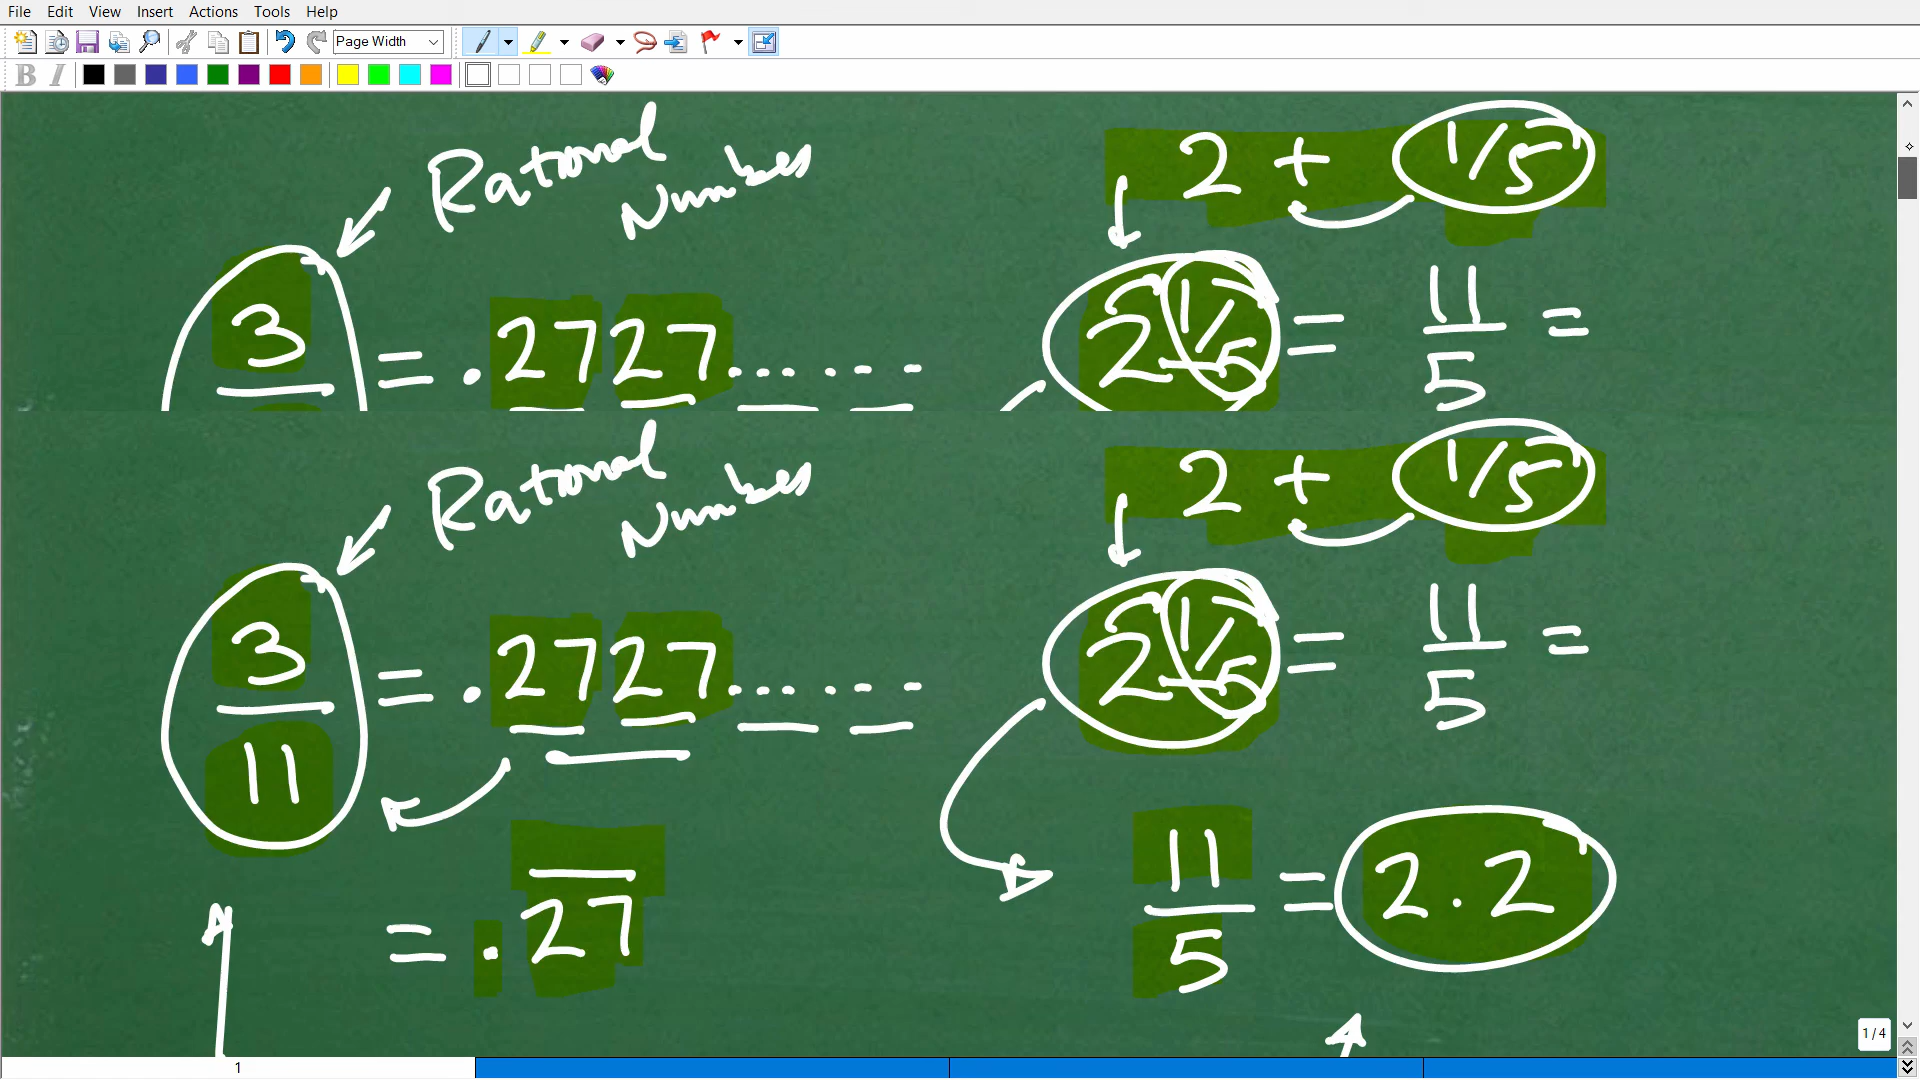 File Edit View Insert Actions Tools Help
Page Width
B I
Rational
Numbers
2 + 1/5
3
= .2727.......
2 1/5 = 11/5 =
Rational
Numbers
2 + 1/5
3/11 = .2727.......
2 1/5 = 11/5 =
= .27̅
11/5 = 2.2
1/4
1